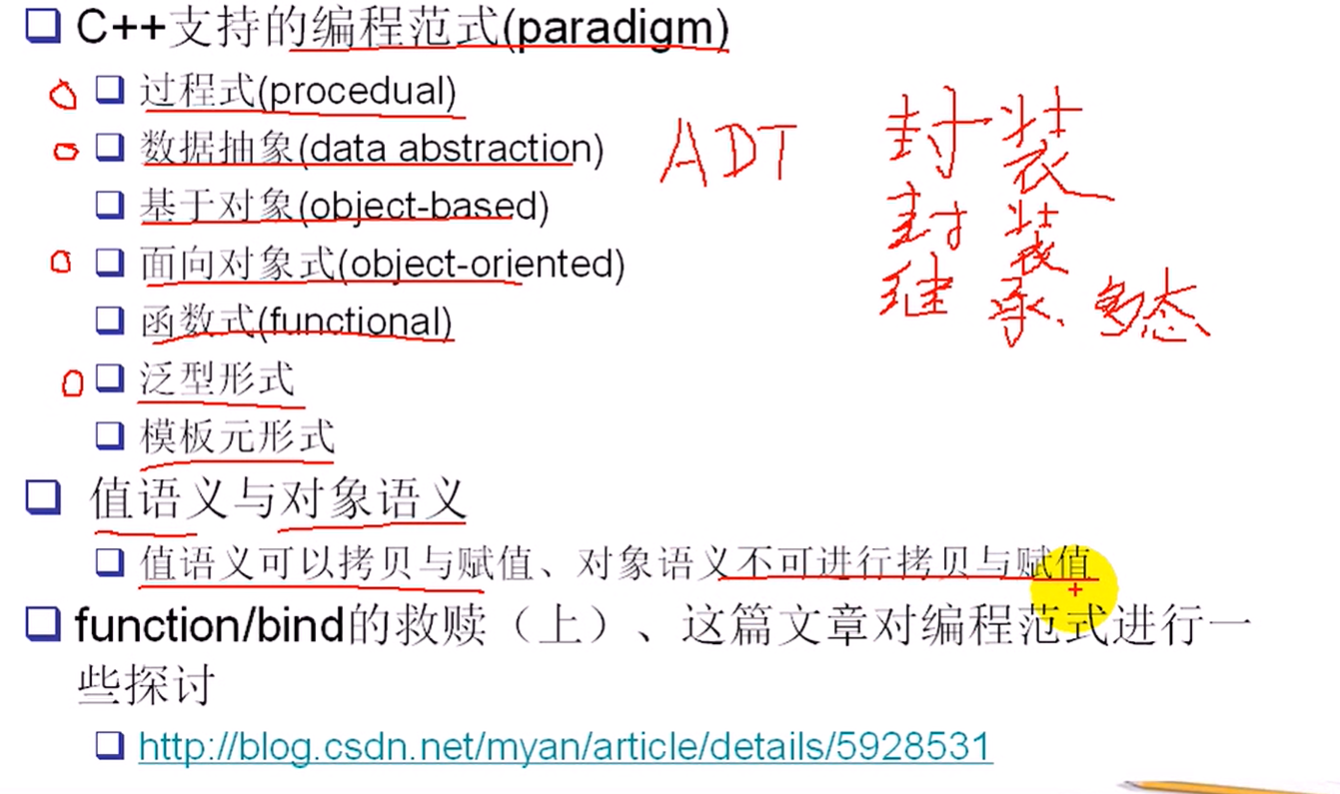 C++支持的编程范式(paradigm)
过程式(procedual)
数据抽象(data abstraction)
ADT
封装
基于对象(object-based)
封装
面向对象式(object-oriented)
继承、多态
函数式(functional)
泛型形式
模板元形式
值语义与对象语义
值语义可以拷贝与赋值、对象语义不可进行拷贝与赋值
function/bind的救赎（上）、这篇文章对编程范式进行一
些探讨
http://blog.csdn.net/myan/article/details/5928531